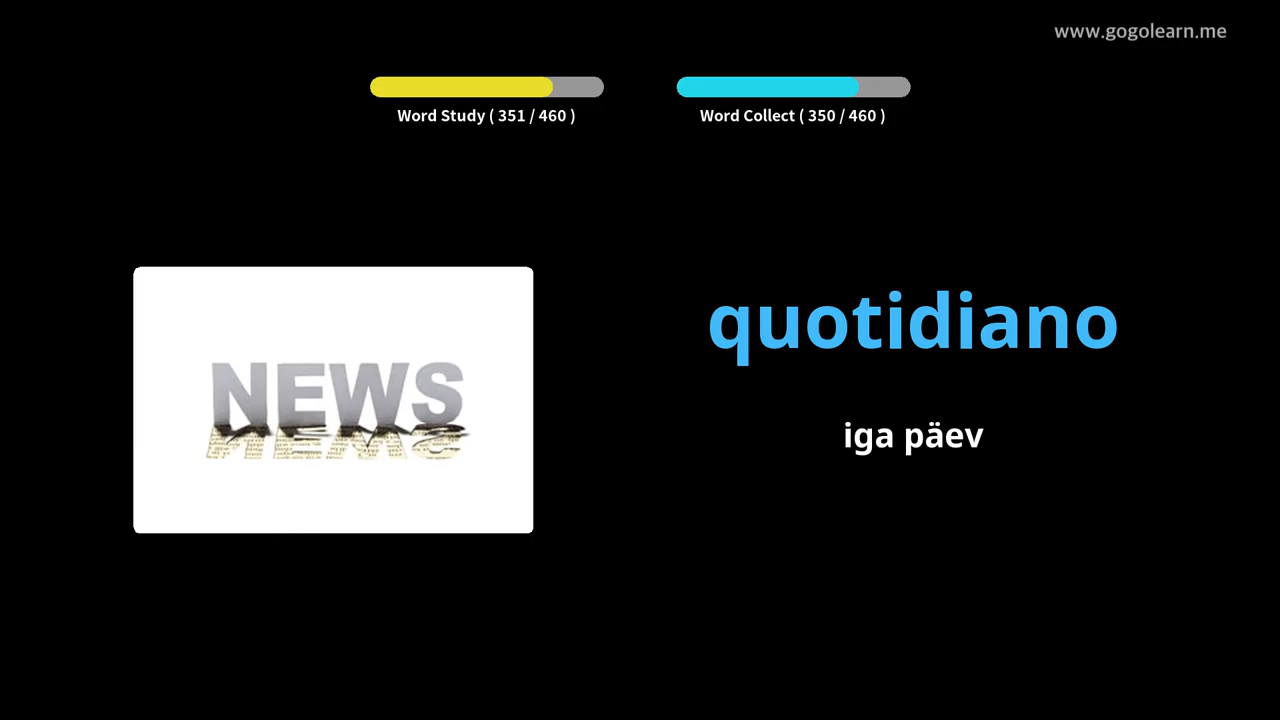 www.gogolearn.me
Word Study ( 351 / 460 )
Word Collect ( 350 / 460 )
quotidiano
NEWS
iga päev